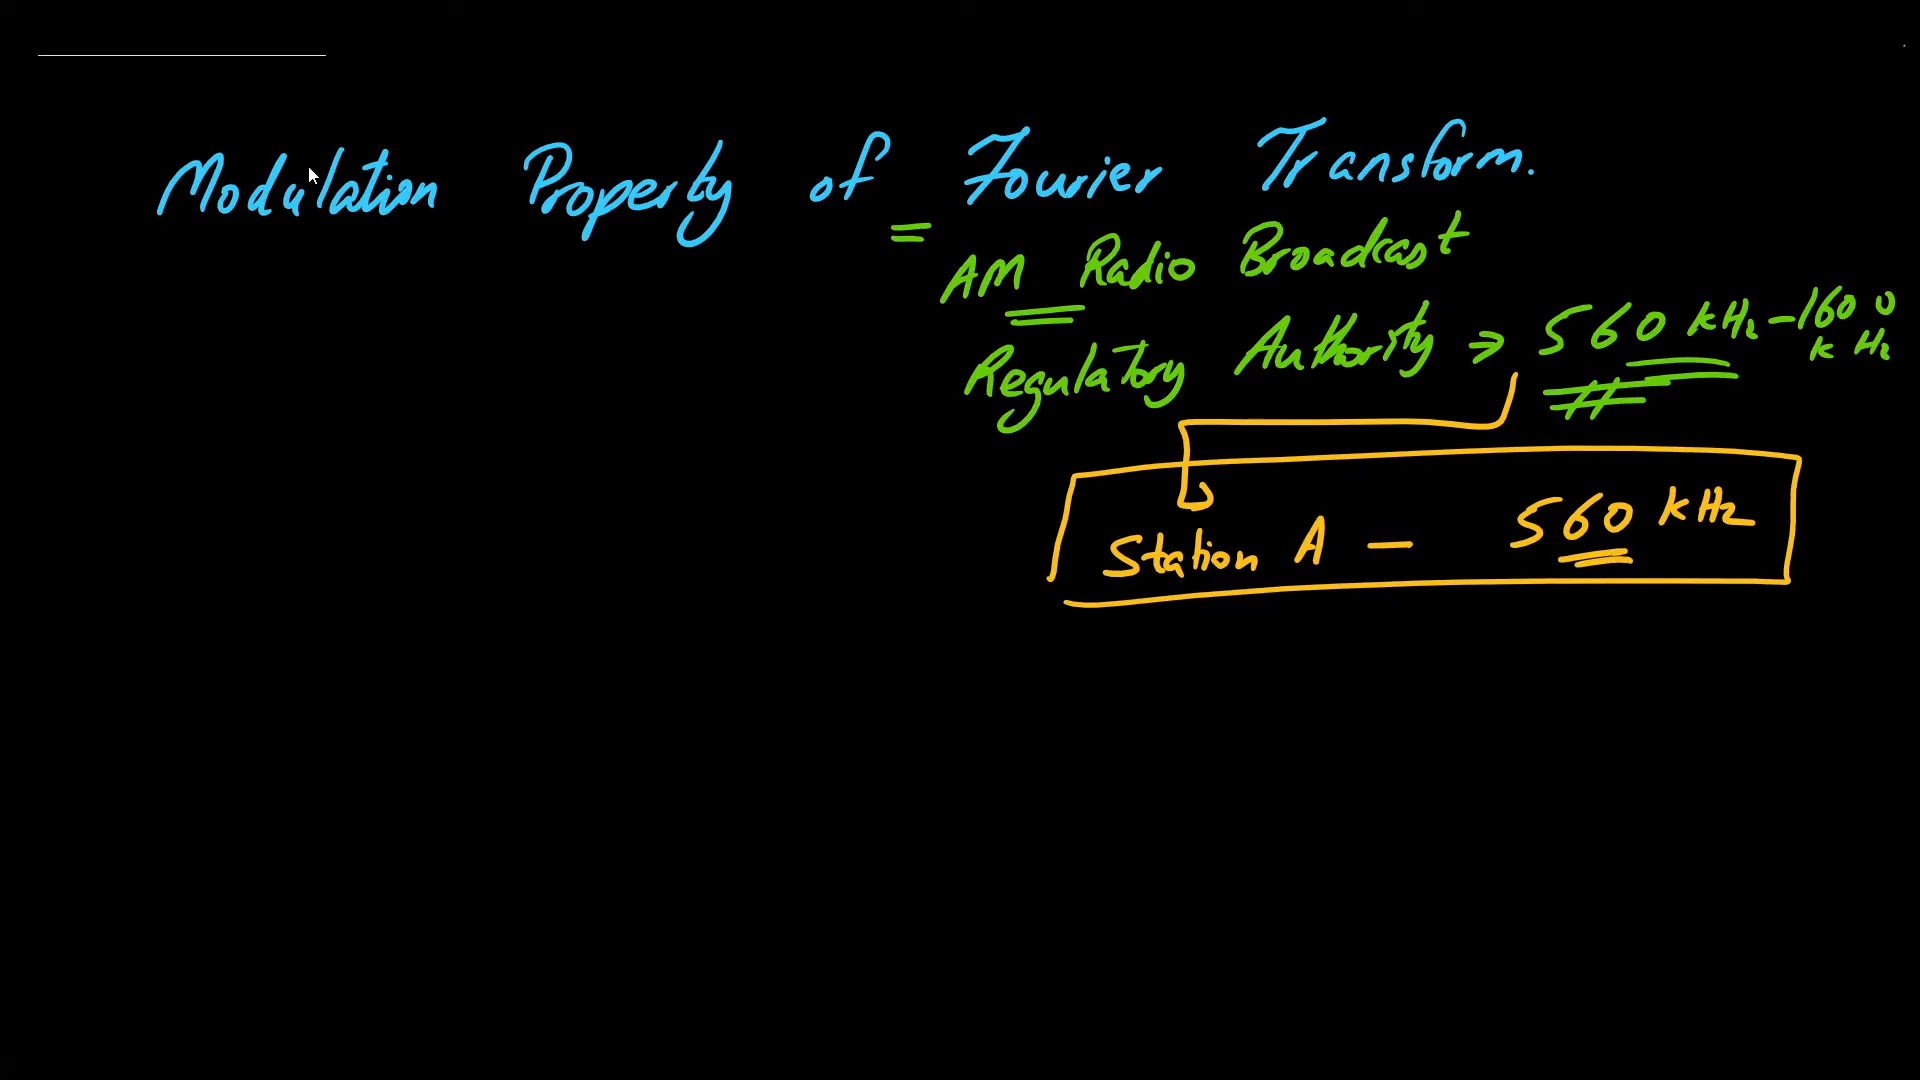 Modulation Property of Fourier Transform.
= AM Radio Broadcast
Regulatory Authority → 560 kHz - 1600 kHz
Station A - 560 kHz